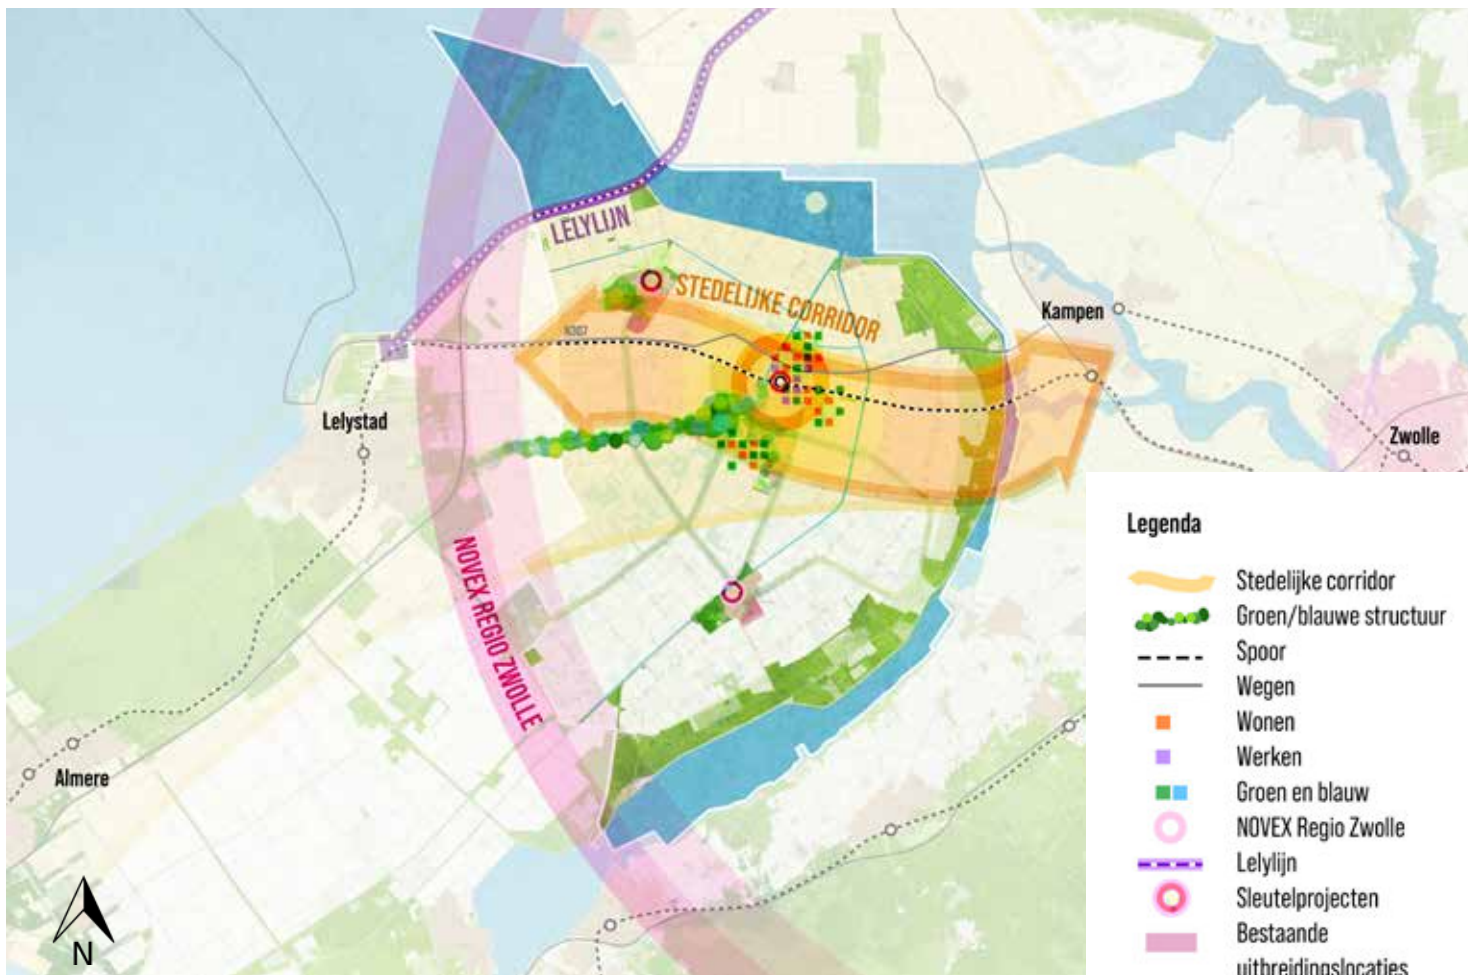 LELYLIJN
STEDELIJKE CORRIDOR
N307
Kampen
Lelystad
Zwolle
NOVEX REGIO ZWOLLE
Almere
N
Legenda
Stedelijke corridor
Groen/blauwe structuur
Spoor
Wegen
Wonen
Werken
Groen en blauw
NOVEX Regio Zwolle
Lelylijn
Sleutelprojecten
Bestaande
uitbreidingslocaties